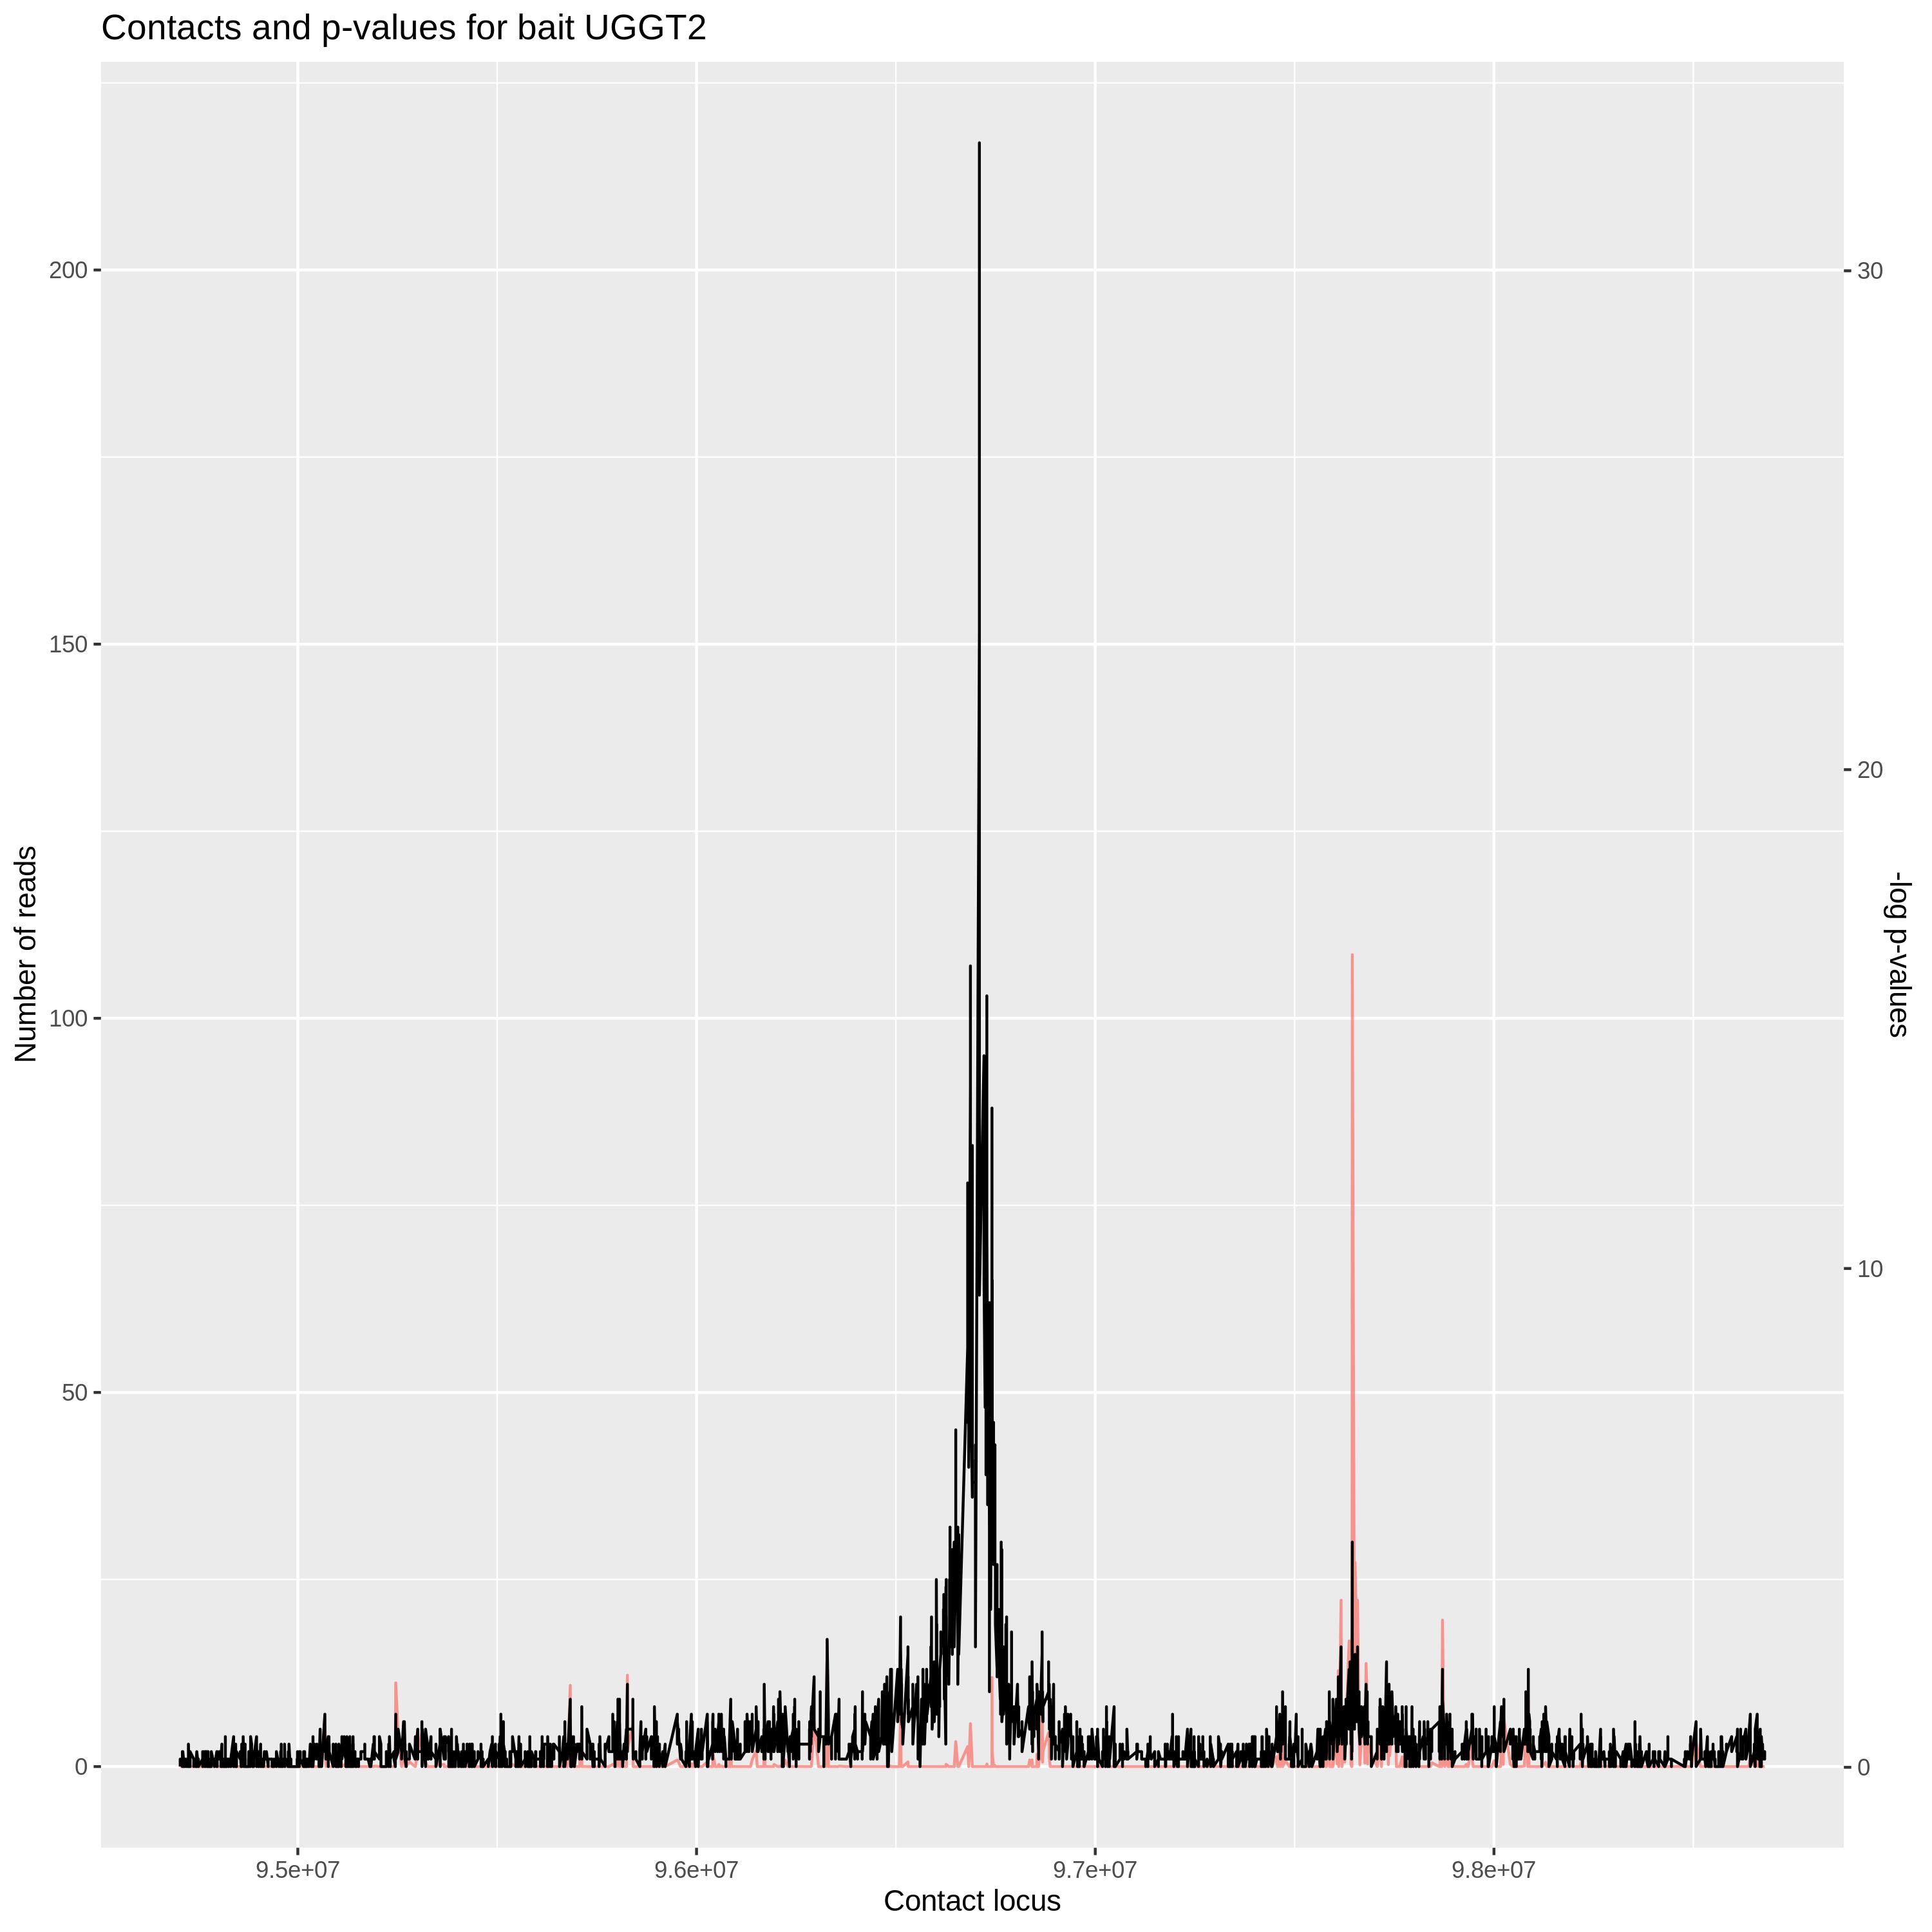 Contacts and p-values for bait UGGT2
200
150
100
50
0
30
20
10
0
Number of reads
-log p-values
9.5e+07
9.6e+07
9.7e+07
9.8e+07
Contact locus